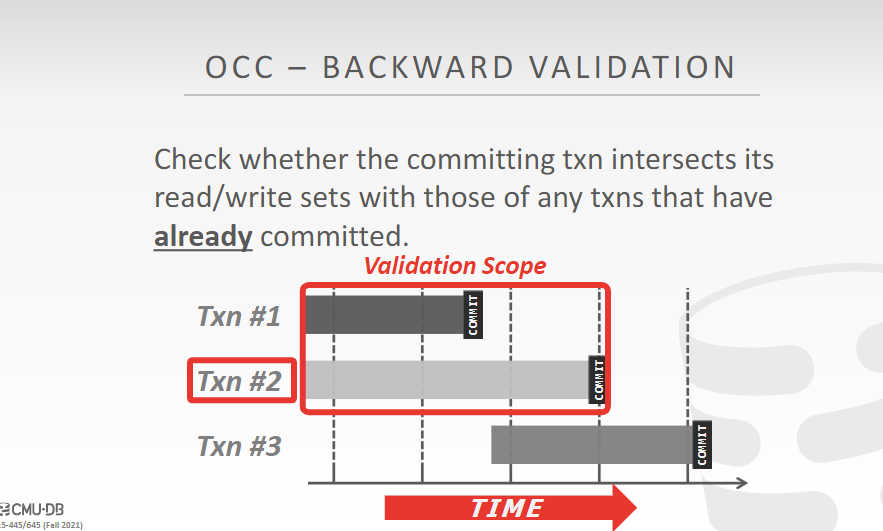 OCC – BACKWARD VALIDATION
Check whether the committing txn intersects its
read/write sets with those of any txns that have
already committed.
Validation Scope
Txn #1
COMMIT
Txn #2
COMMIT
Txn #3
COMMIT
TIME
CMU·DB
15-445/645 (Fall 2021)